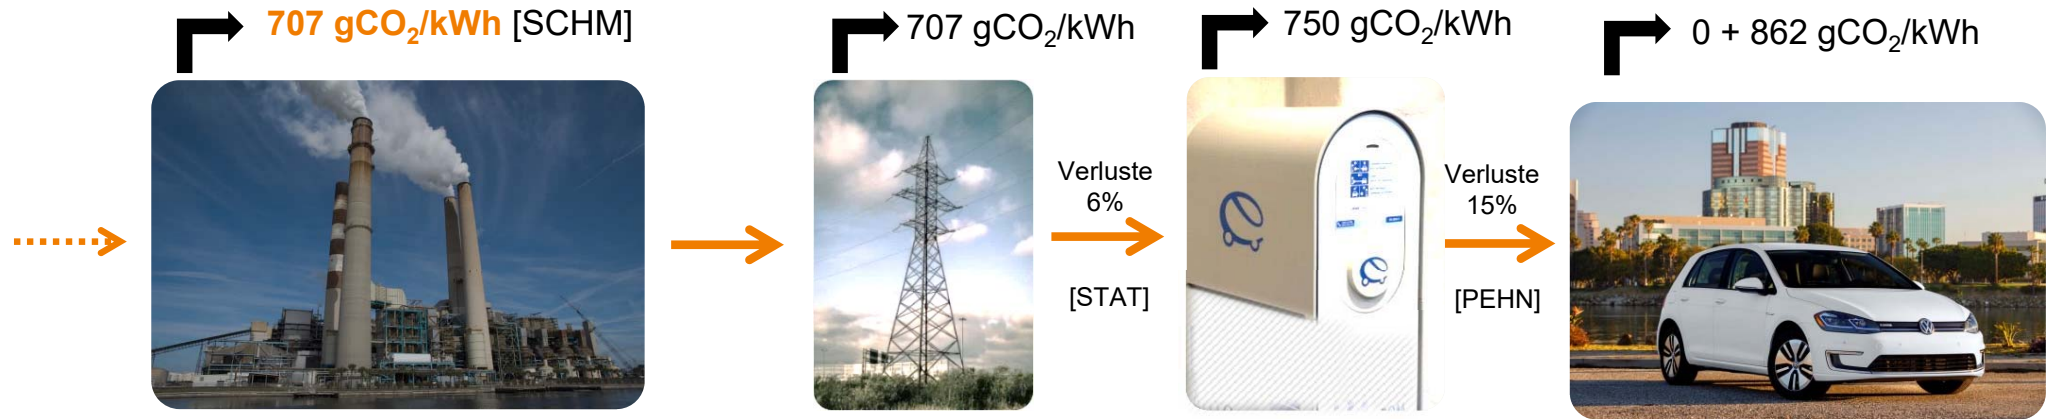 707 gCO₂/kWh [SCHM]
707 gCO₂/kWh
750 gCO₂/kWh
0 + 862 gCO₂/kWh
Verluste
6%
[STAT]
Verluste
15%
[PEHN]